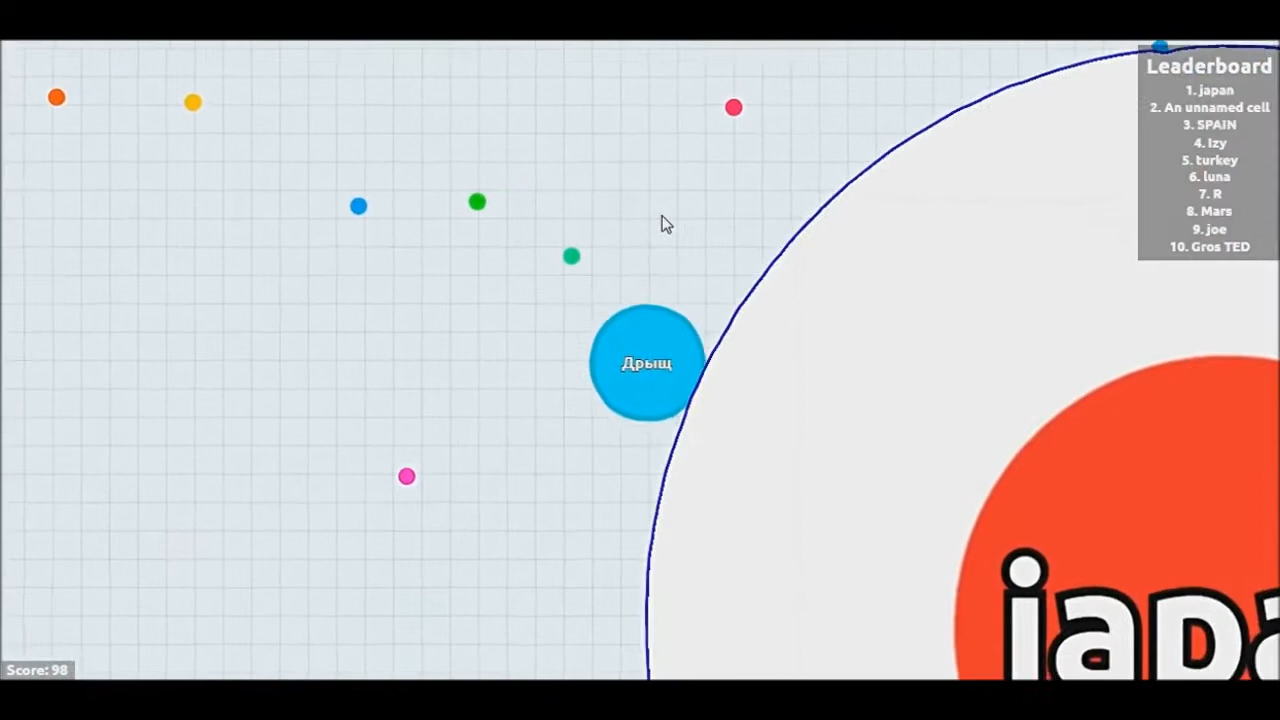 Leaderboard
1. japan
2. An unnamed cell
3. SPAIN
4. Izy
5. turkey
6. luna
7. R
8. Mars
9. joe
10. Gros TED
Дрыщ
japa
Score: 98